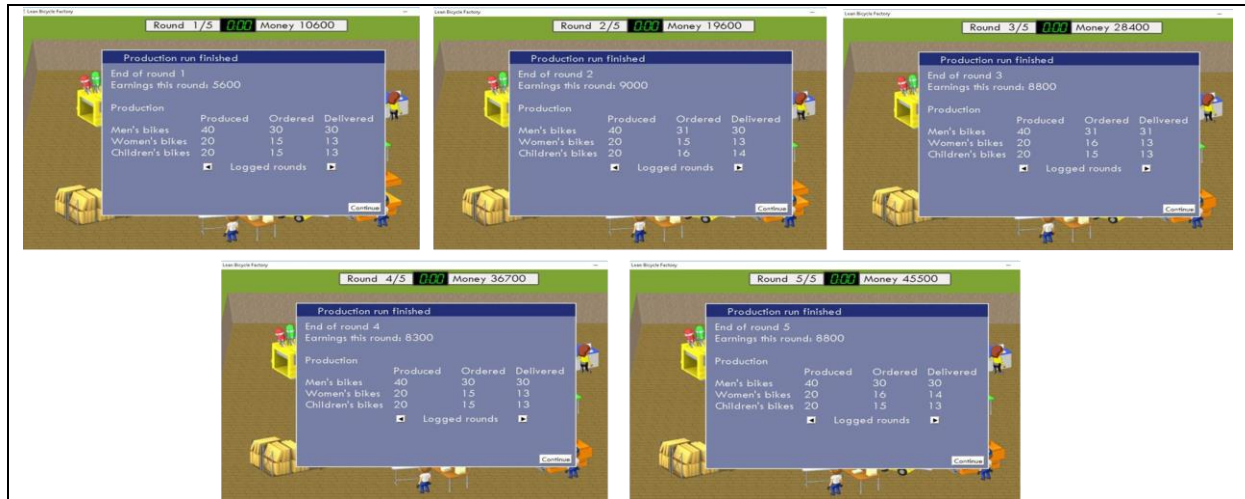 Lean Bicycle Factory
Round 1/5 0:00 Money 10600
Production run finished
End of round 1
Earnings this round: 5600
Production
Produced Ordered Delivered
Men's bikes 40 30 30
Women's bikes 20 15 13
Children's bikes 20 15 13
Logged rounds
Continue
Lean Bicycle Factory
Round 2/5 0:00 Money 19600
Production run finished
End of round 2
Earnings this round: 9000
Production
Produced Ordered Delivered
Men's bikes 40 31 30
Women's bikes 20 15 13
Children's bikes 20 16 14
Logged rounds
Continue
Lean Bicycle Factory
Round 3/5 0:00 Money 28400
Production run finished
End of round 3
Earnings this round: 8800
Production
Produced Ordered Delivered
Men's bikes 40 31 31
Women's bikes 20 16 13
Children's bikes 20 15 13
Logged rounds
Continue
Lean Bicycle Factory
Round 4/5 0:00 Money 36700
Production run finished
End of round 4
Earnings this round: 8300
Production
Produced Ordered Delivered
Men's bikes 40 30 30
Women's bikes 20 15 13
Children's bikes 20 15 13
Logged rounds
Continue
Lean Bicycle Factory
Round 5/5 0:00 Money 45500
Production run finished
End of round 5
Earnings this round: 8800
Production
Produced Ordered Delivered
Men's bikes 40 30 30
Women's bikes 20 16 14
Children's bikes 20 15 13
Logged rounds
Continue